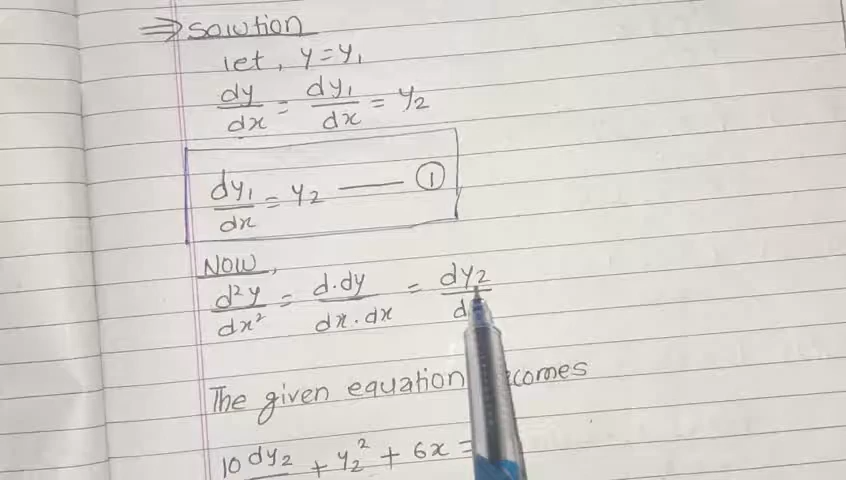 ⇒ Solution
let, y = y₁
dy/dx = dy₁/dx = y₂
dy₁/dx = y₂ —— ①
Now,
d²y/dx² = d·dy/dx·dx = dy₂/d
The given equation comes
10 dy₂ + y₂² + 6x =